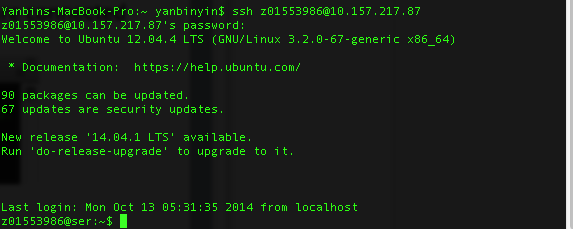 Yanbins-MacBook-Pro:~ yanbinyin$ ssh z01553986@10.157.217.87
z01553986@10.157.217.87's password:
Welcome to Ubuntu 12.04.4 LTS (GNU/Linux 3.2.0-67-generic x86_64)
* Documentation:  https://help.ubuntu.com/
90 packages can be updated.
67 updates are security updates.
New release '14.04.1 LTS' available.
Run 'do-release-upgrade' to upgrade to it.
Last login: Mon Oct 13 05:31:35 2014 from localhost
z01553986@ser:~$